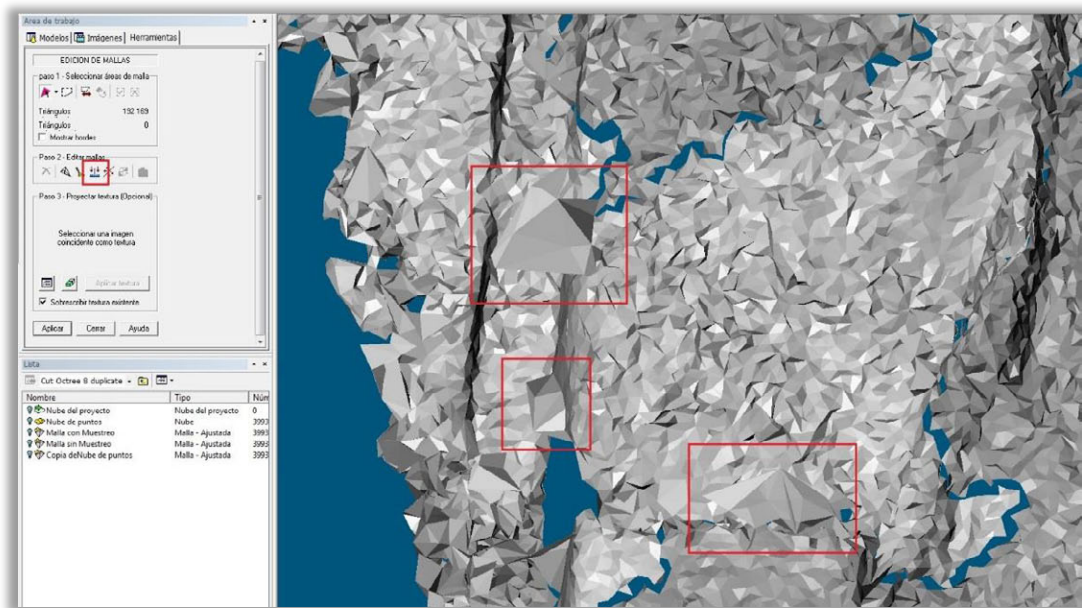 Area de trabajo
Modelos Imágenes Herramientas
EDICION DE MALLAS
paso 1 - Seleccionar áreas de malla
Triángulos 192 169
Triángulos 0
Mostrar bordes
Paso 2 - Editar mallas
Paso 3 - Proyectar textura (Opcional)
Seleccionar una imagen
coincidente como textura
Aplicar textura
Sobrescribir textura existente
Aplicar Cerrar Ayuda
Lista
Cut Octree 8 duplicate
Nombre Tipo Núm
Nube del proyecto Nube del proyecto 0
Nube de puntos Nube 3993
Malla con Muestreo Malla - Ajustada 3993
Malla sin Muestreo Malla - Ajustada 3993
Copia deNube de puntos Malla - Ajustada 3993